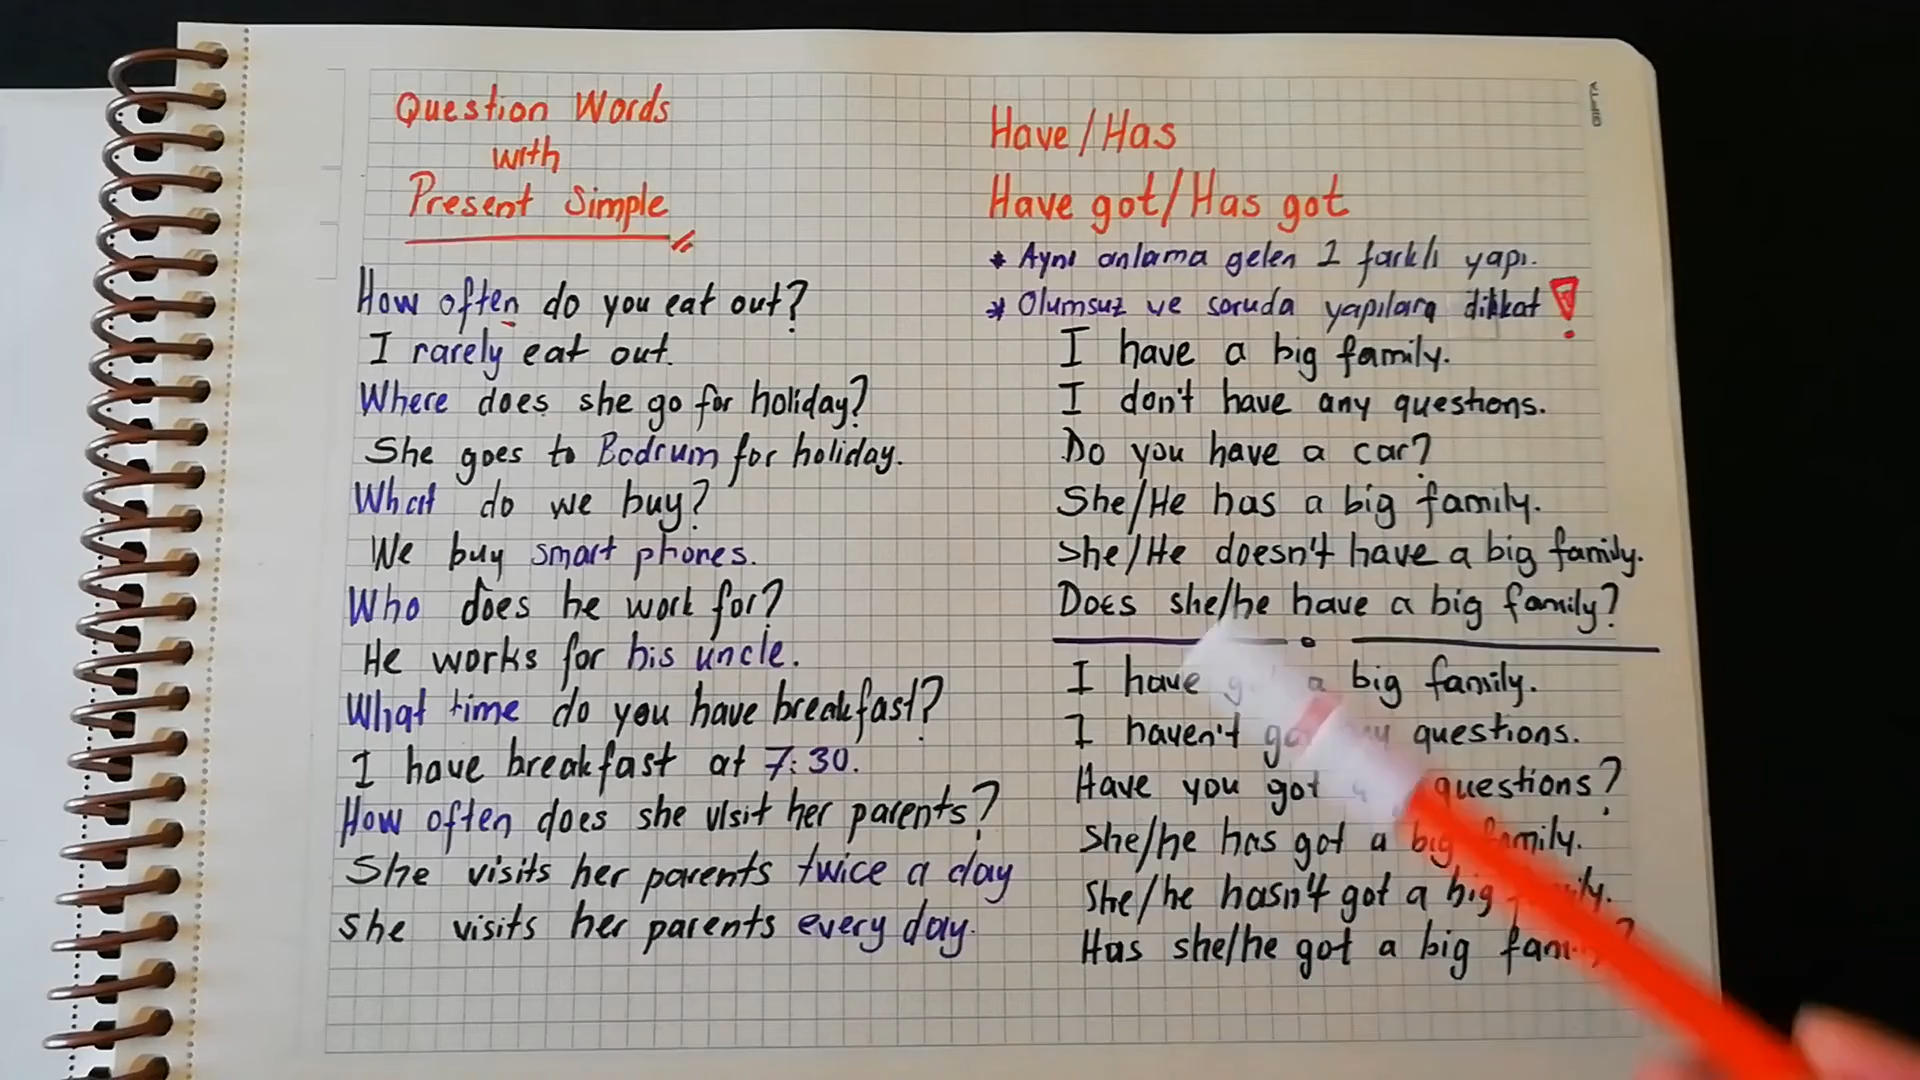 Question Words
with
Present Simple
How often do you eat out?
I rarely eat out.
Where does she go for holiday?
She goes to Bodrum for holiday.
What do we buy?
We buy smart phones.
Who does he work for?
He works for his uncle.
What time do you have breakfast?
I have breakfast at 7:30.
How often does she visit her parents?
She visits her parents twice a day
She visits her parents every day.
Have/Has
Have got/Has got
* Aynı anlama gelen 2 farklı yapı.
* Olumsuz ve soruda yapılara dikkat!
I have a big family.
I don't have any questions.
Do you have a car?
She/He has a big family.
She/He doesn't have a big family.
Does she/he have a big family?
I have a big family.
I haven't questions.
Have you got questions?
She/he has got a big family.
She/he hasn't got a big family.
Has she/he got a big family?